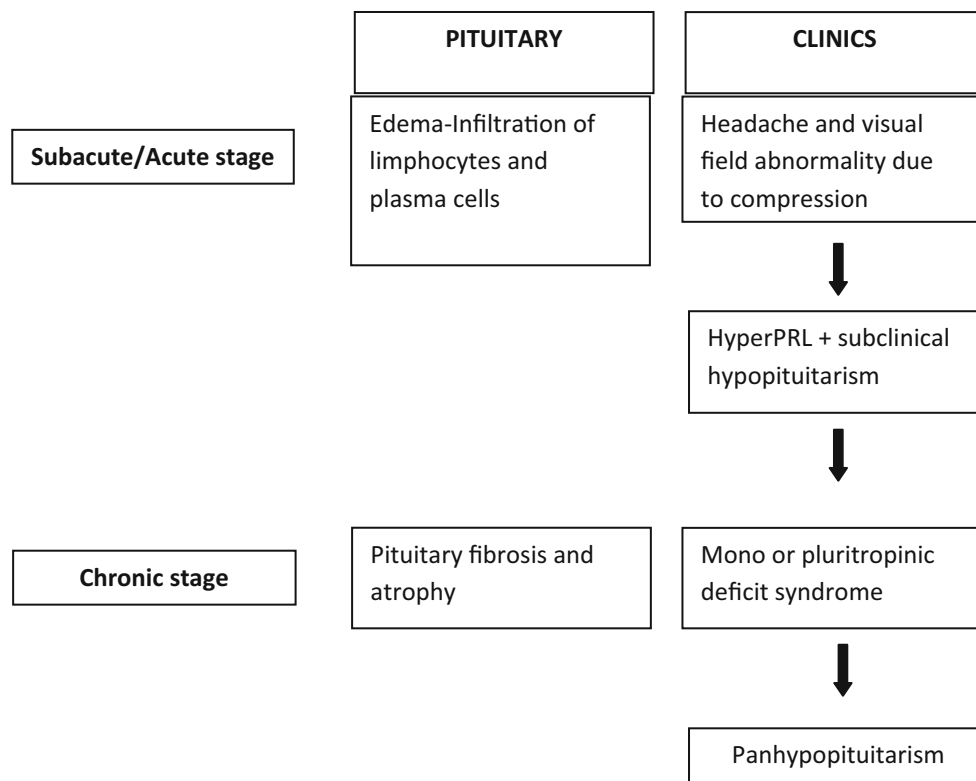 PITUITARY
CLINICS
Subacute/Acute stage
Edema-Infiltration of
limphocytes and
plasma cells
Headache and visual
field abnormality due
to compression
HyperPRL + subclinical
hypopituitarism
Chronic stage
Pituitary fibrosis and
atrophy
Mono or pluritropinic
deficit syndrome
Panhypopituitarism